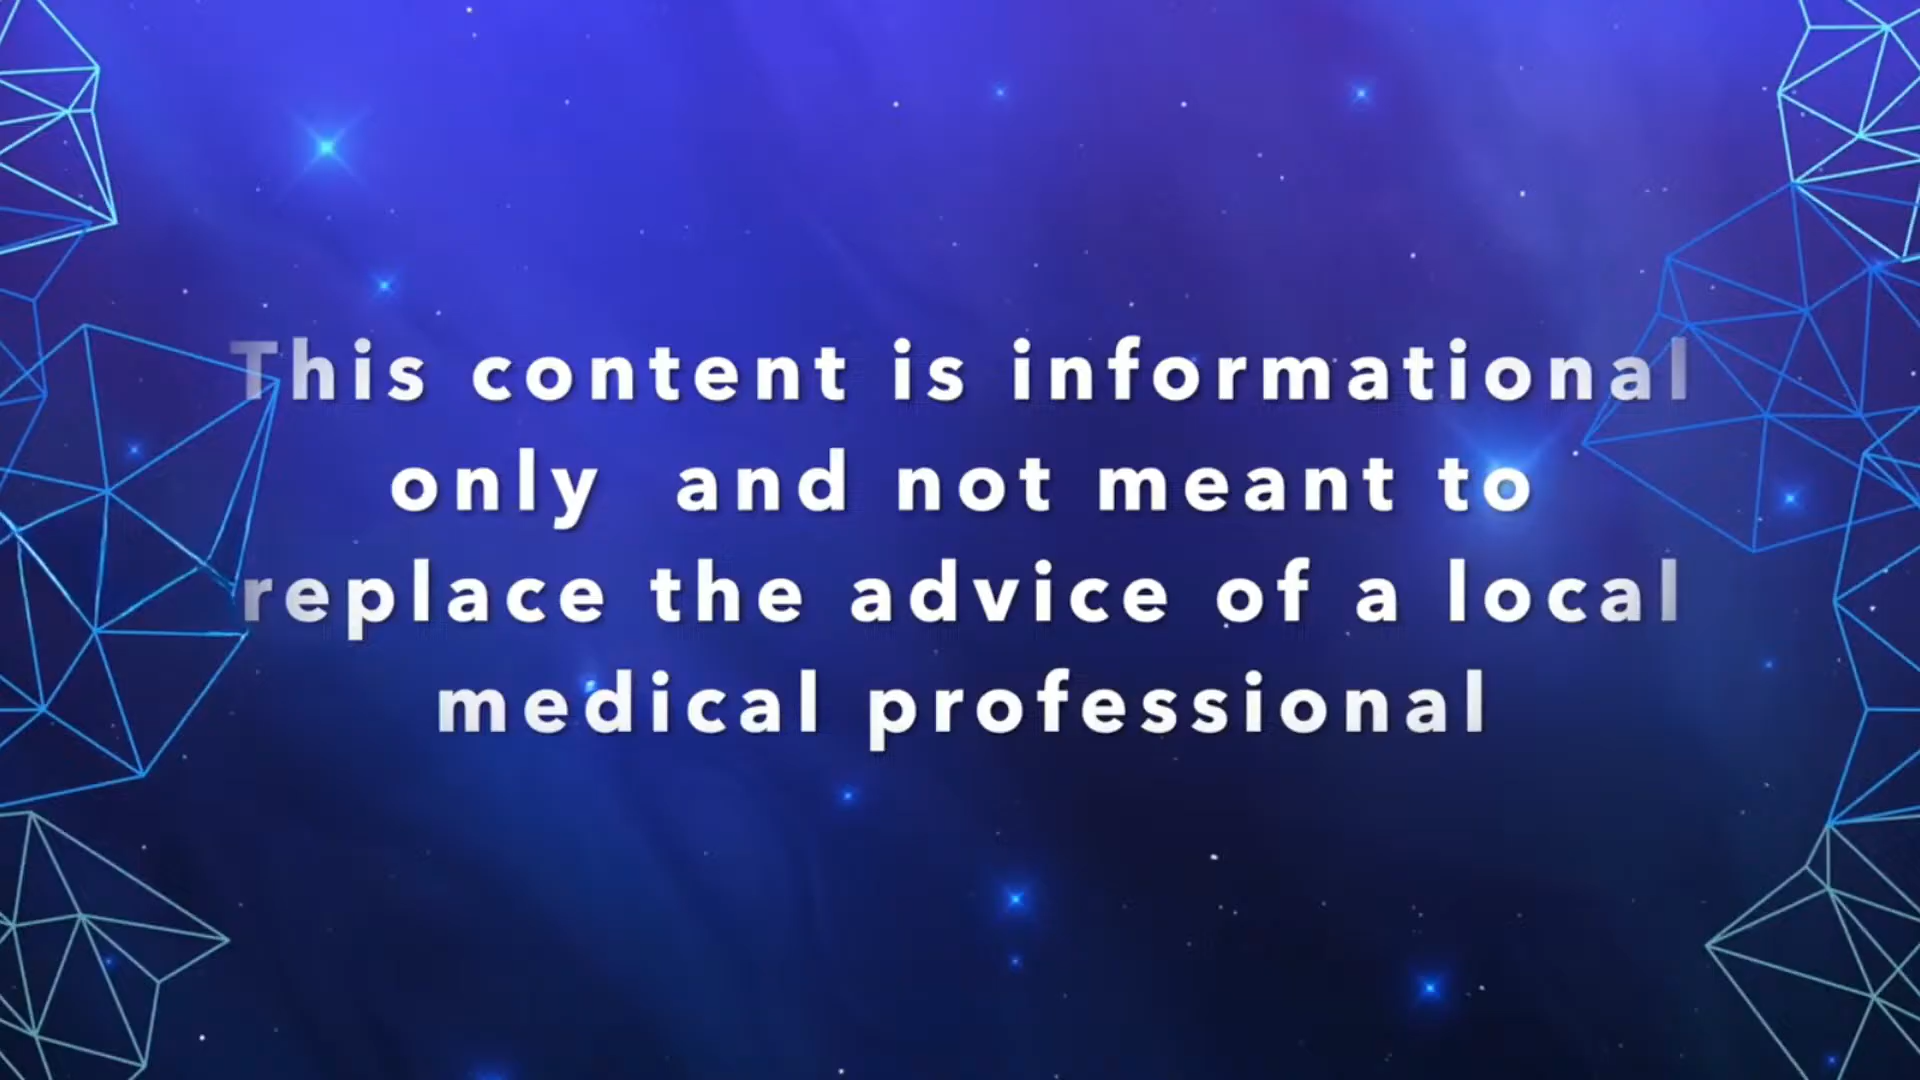 This content is informational
only  and not meant to
replace the advice of a local
medical professional